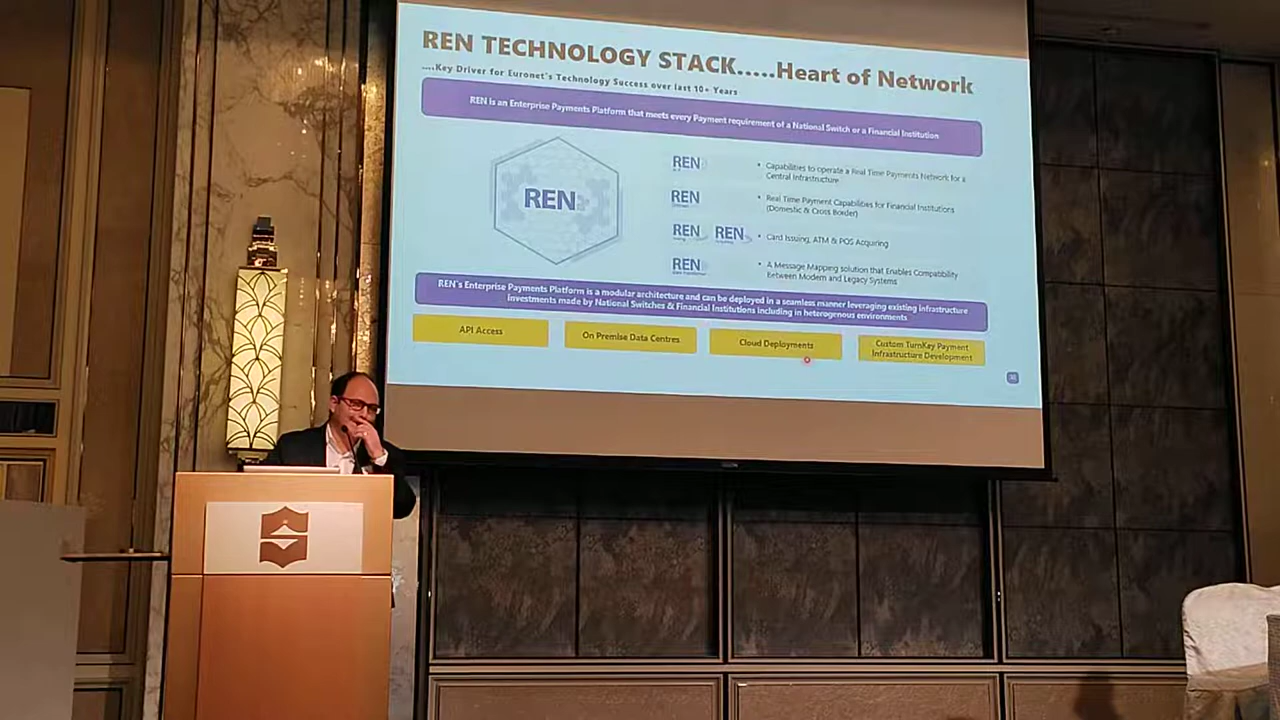 REN TECHNOLOGY STACK.....Heart of Network
....Key Driver for Euronet's Technology Success over last 10+ Years
REN is an Enterprise Payments Platform that meets every Payment requirement of a National Switch or a Financial Institution
REN
REN
• Capabilities to operate a Real Time Payments Network for a
Central Infrastructure
REN
• Real Time Payment Capabilities for Financial Institutions
(Domestic & Cross Border)
REN REN
• Card Issuing, ATM & POS Acquiring
REN
• A Message Mapping solution that Enables Compatibility
Between Modern and Legacy Systems
REN's Enterprise Payments Platform is a modular architecture and can be deployed in a seamless manner leveraging existing infrastructure
investments made by National Switches & Financial Institutions including in heterogenous environments
API Access
On Premise Data Centres
Cloud Deployments
Custom TurnKey Payment
Infrastructure Development